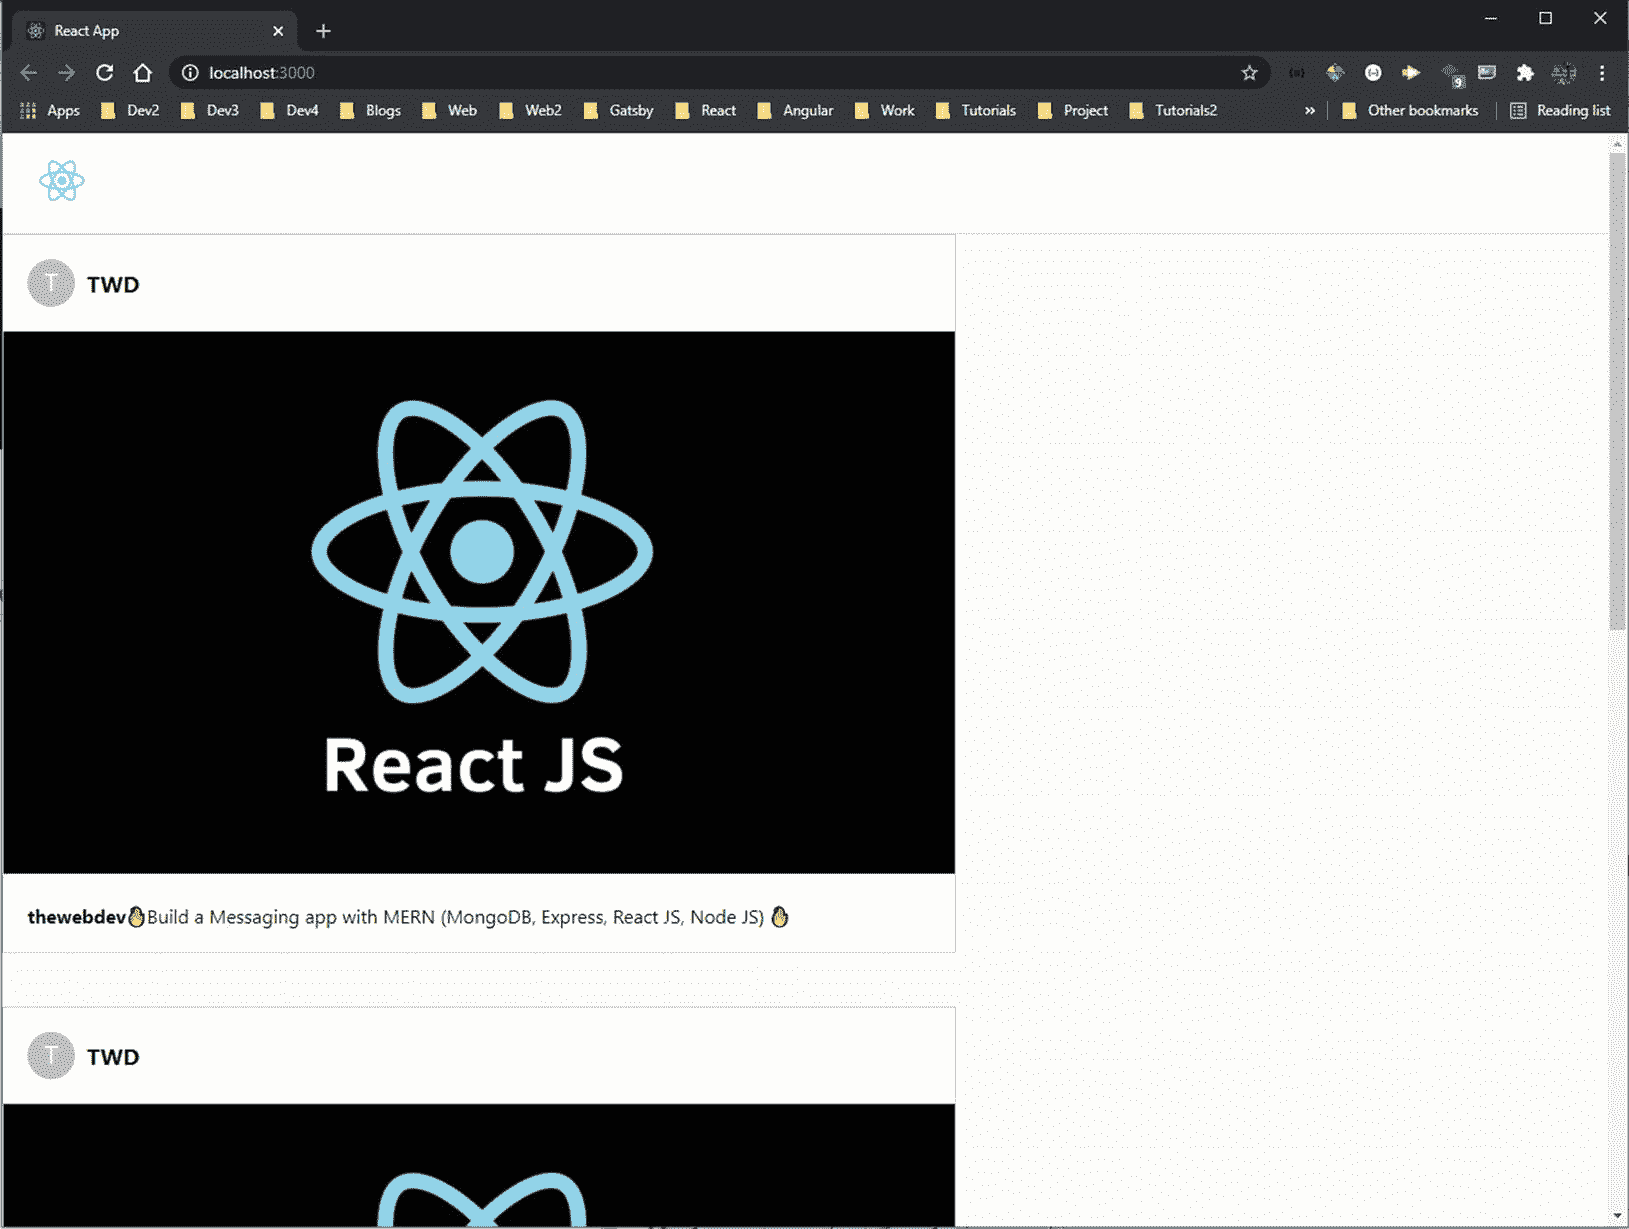 React App
localhost:3000
9
Apps Dev2 Dev3 Dev4 Blogs Web Web2 Gatsby React Angular Work Tutorials Project Tutorials2 » Other bookmarks Reading list
T TWD
React JS
thewebdev🔥Build a Messaging app with MERN (MongoDB, Express, React JS, Node JS) 🔥
T TWD